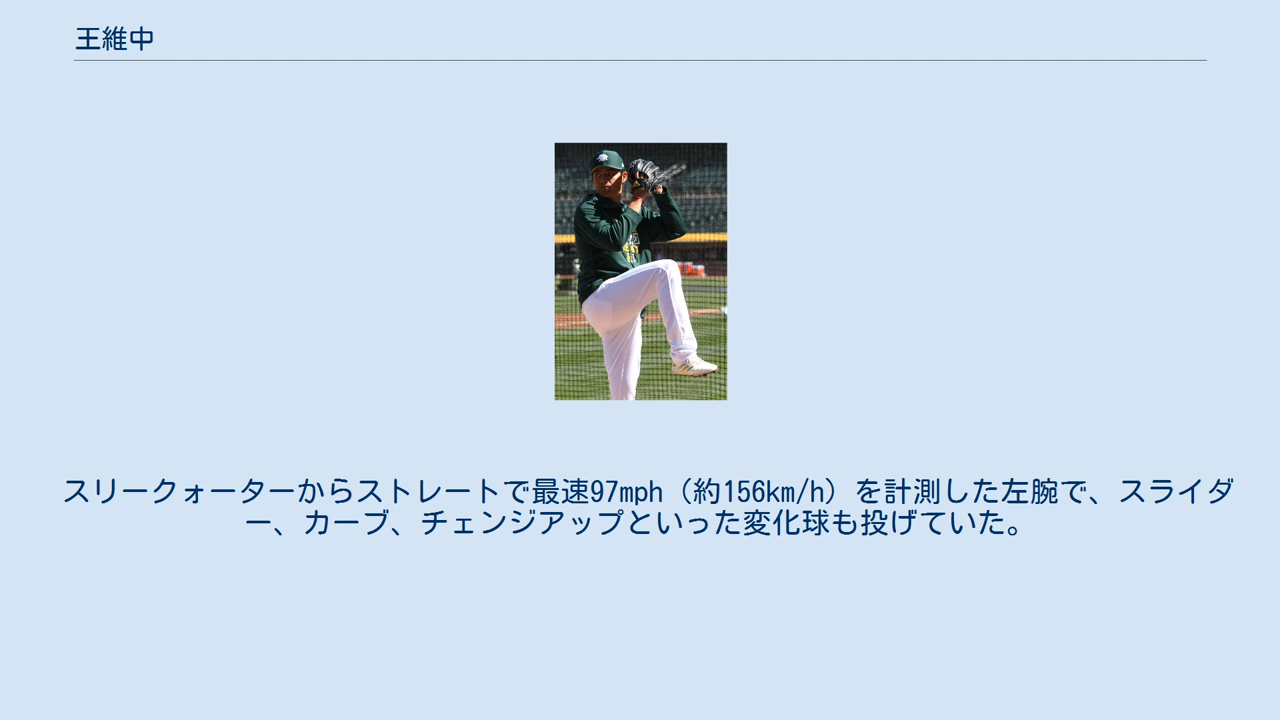 王維中
スリークォーターからストレートで最速97mph（約156km/h）を計測した左腕で、スライダ
ー、カーブ、チェンジアップといった変化球も投げていた。